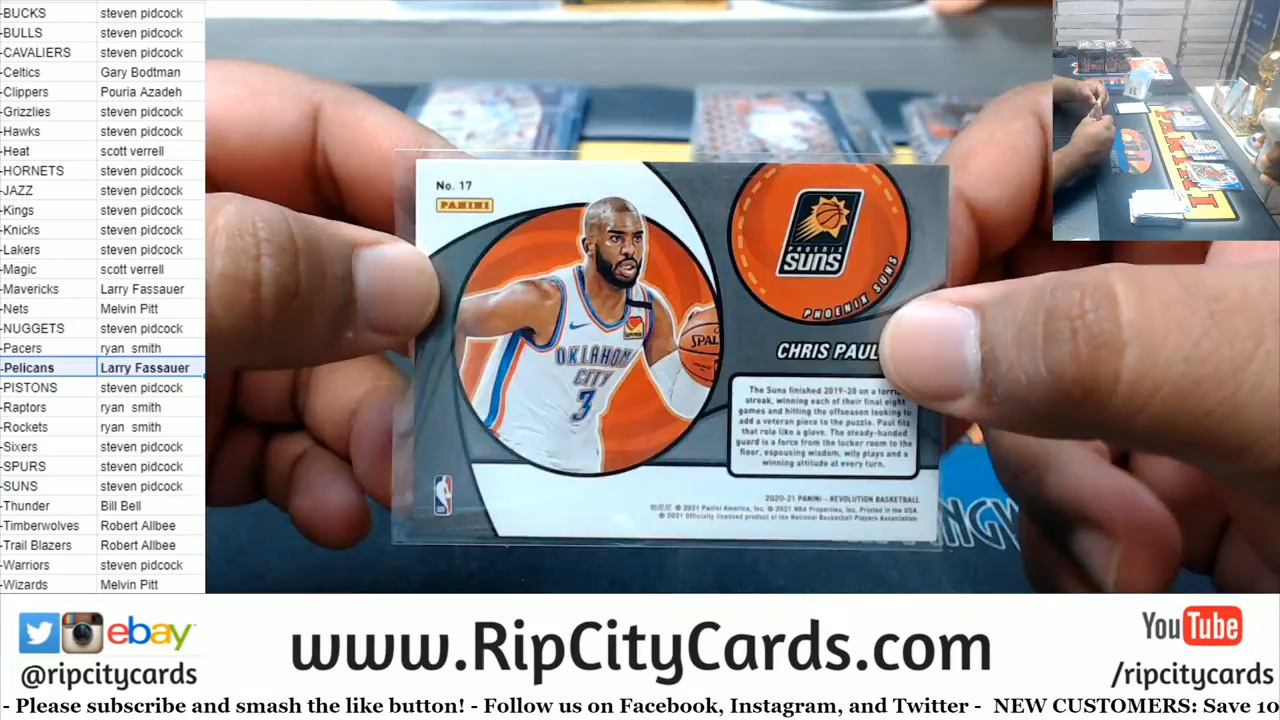 -BUCKS steven pidcock
-BULLS steven pidcock
-CAVALIERS steven pidcock
-Celtics Gary Bodtman
-Clippers Pouria Azadeh
-Grizzlies steven pidcock
-Hawks steven pidcock
-Heat scott verrell
-HORNETS steven pidcock
-JAZZ steven pidcock
-Kings steven pidcock
-Knicks steven pidcock
-Lakers steven pidcock
-Magic scott verrell
-Mavericks Larry Fassauer
-Nets Melvin Pitt
-NUGGETS steven pidcock
-Pacers ryan smith
-Pelicans Larry Fassauer
-PISTONS steven pidcock
-Raptors ryan smith
-Rockets ryan smith
-Sixers steven pidcock
-SPURS steven pidcock
-SUNS steven pidcock
-Thunder Bill Bell
-Timberwolves Robert Allbee
-Trail Blazers Robert Allbee
-Warriors steven pidcock
-Wizards Melvin Pitt
No. 17
PANINI
OKLAHOMA
CITY
3
SPAL
PHOENIX
SUNS
PHOENIX SUNS
CHRIS PAUL
The Suns finished 2019-20 on a
streak, winning each of their final eight
games and hitting the offseason looking to
add a veteran piece to the puzzle. Paul fits
that role like a glove. The steady-handed
guard is a force from the locker room to the
floor, espousing wisdom, wily plays and a
winning attitude at every turn.
2020-21 PANINI – REVOLUTION BASKETBALL
© 2021 Panini America, Inc. © 2021 NBA Properties, Inc. Printed in the USA.
© 2021 Officially licensed product of the National Basketball Players Association
PANINI
ebay
@ripcitycards
www.RipCityCards.com
YouTube
/ripcitycards
- Please subscribe and smash the like button! - Follow us on Facebook, Instagram, and Twitter - NEW CUSTOMERS: Save 10